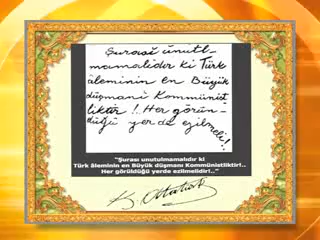 Şurası unutul-
mamalıdır ki Türk
âleminin en Büyük
düşmanı Kommünist
liktir!! Her görün-
düğü yerde ezilmeli!
"Şurası unutulmamalıdır ki
Türk âleminin en Büyük düşmanı Kommünistliktir!..
Her görüldüğü yerde ezilmelidir!.."
K. Atatürk